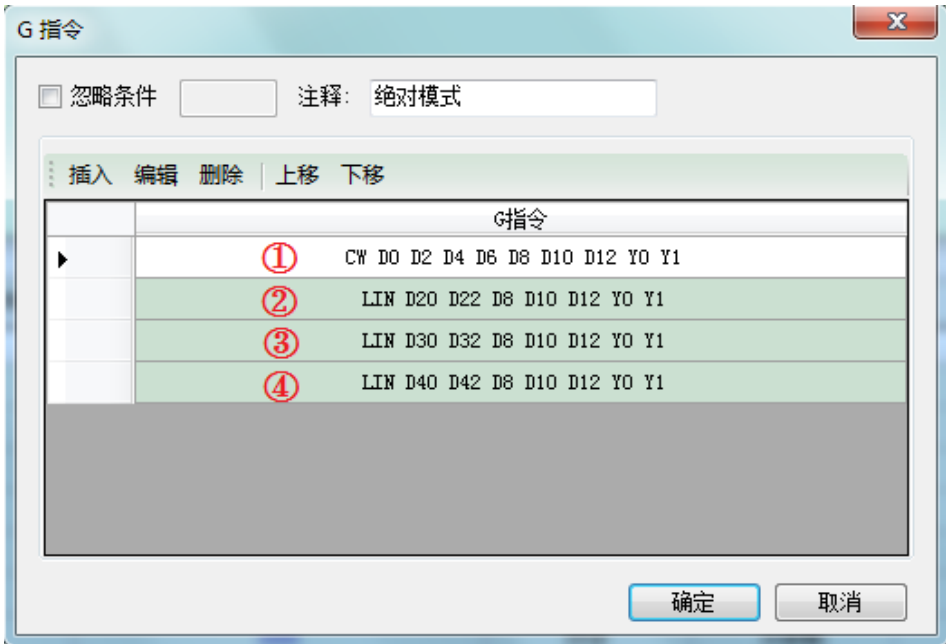 G 指令
忽略条件 注释: 绝对模式
插入 编辑 删除 上移 下移
G指令
① CW D0 D2 D4 D6 D8 D10 D12 Y0 Y1
② LIN D20 D22 D8 D10 D12 Y0 Y1
③ LIN D30 D32 D8 D10 D12 Y0 Y1
④ LIN D40 D42 D8 D10 D12 Y0 Y1
确定 取消